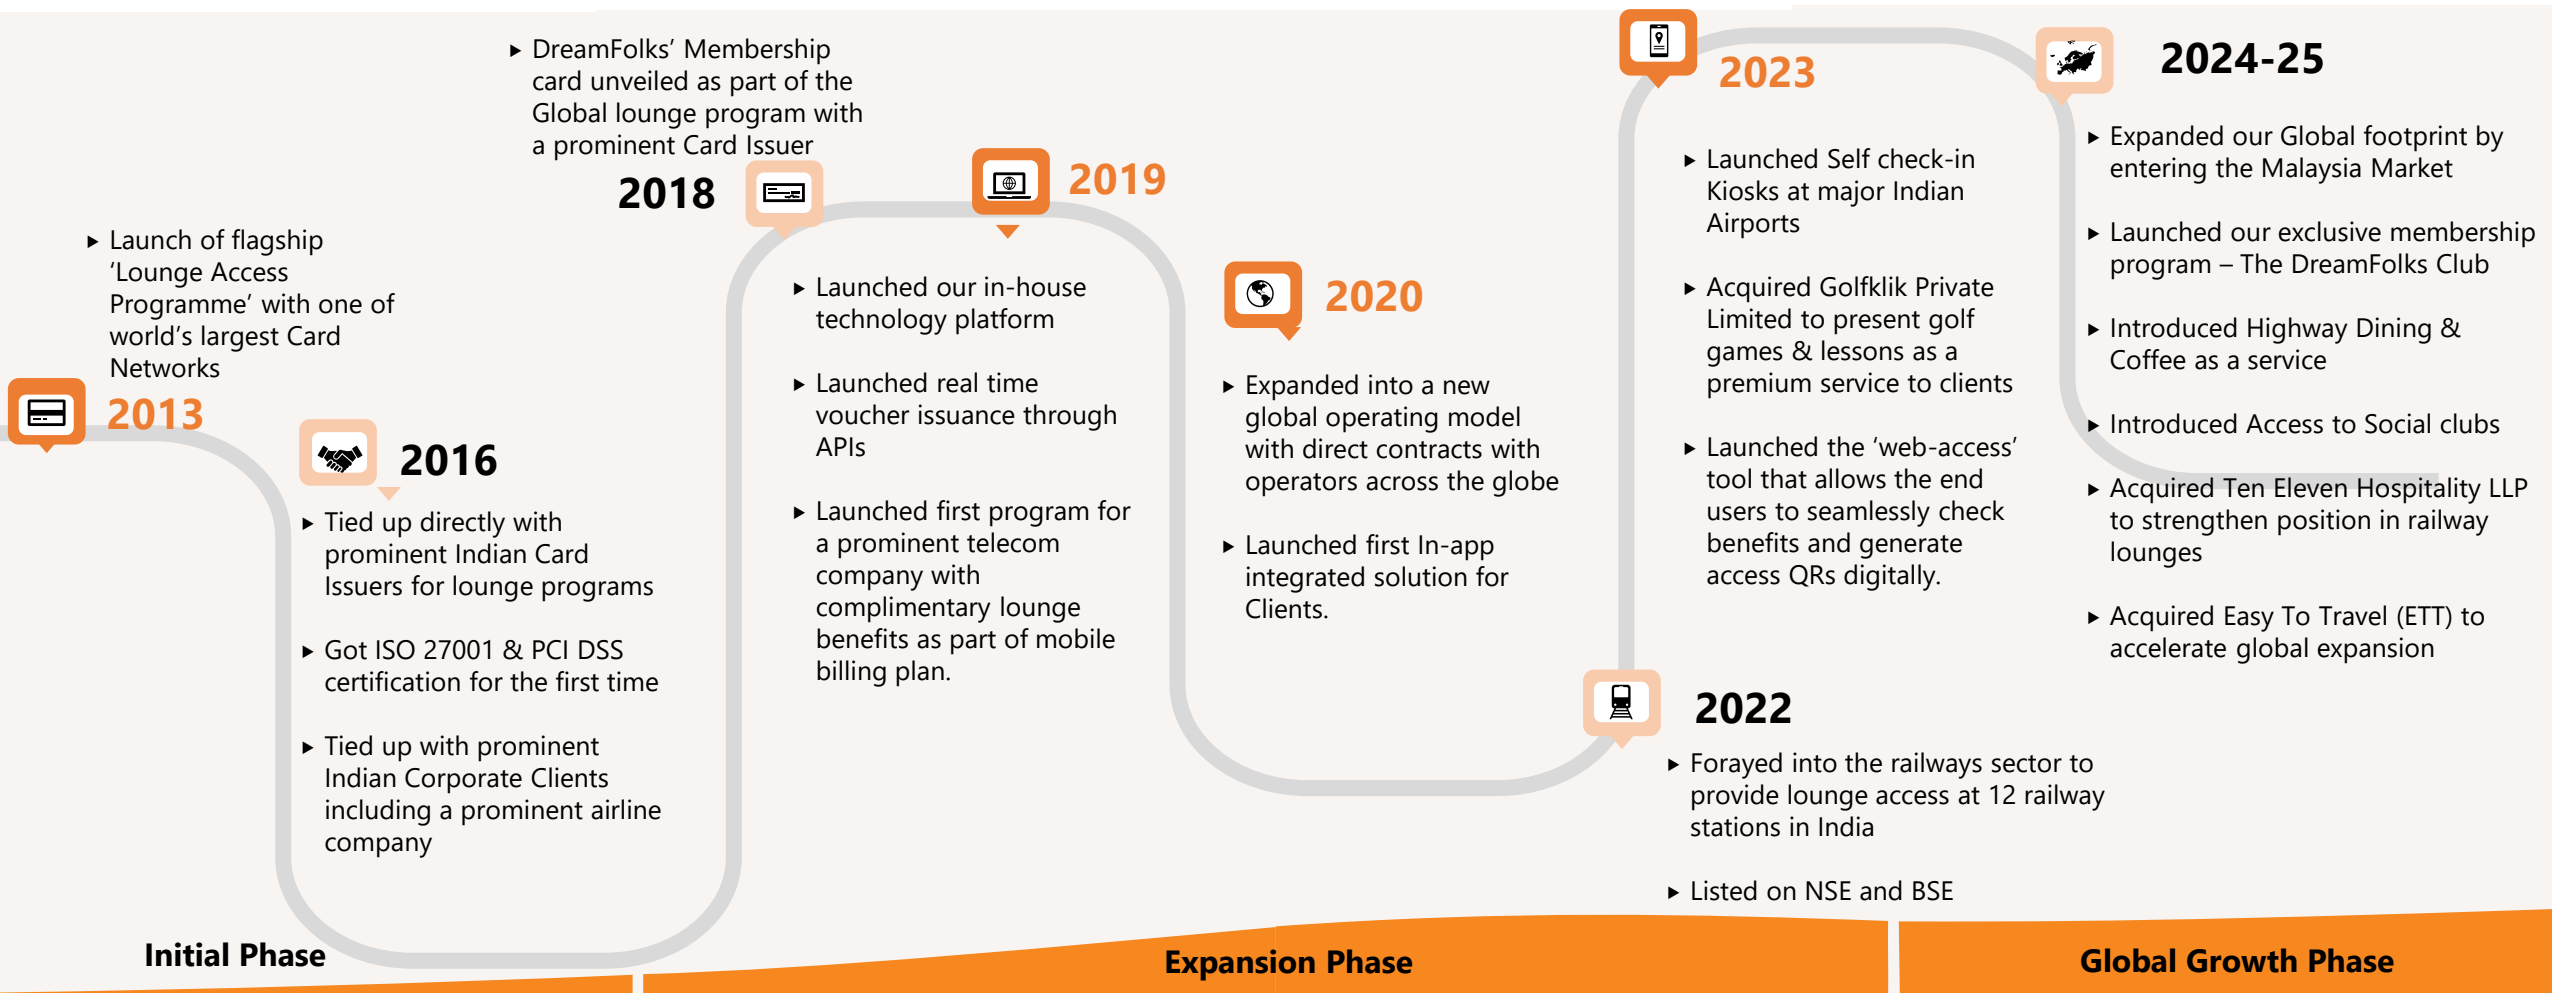 ▸ Launch of flagship
‘Lounge Access
Programme’ with one of
world’s largest Card
Networks
2013
2016
▸ Tied up directly with
prominent Indian Card
Issuers for lounge programs
▸ Got ISO 27001 & PCI DSS
certification for the first time
▸ Tied up with prominent
Indian Corporate Clients
including a prominent airline
company
▸ DreamFolks’ Membership
card unveiled as part of the
Global lounge program with
a prominent Card Issuer
2018
2019
▸ Launched our in-house
technology platform
▸ Launched real time
voucher issuance through
APIs
▸ Launched first program for
a prominent telecom
company with
complimentary lounge
benefits as part of mobile
billing plan.
2020
▸ Expanded into a new
global operating model
with direct contracts with
operators across the globe
▸ Launched first In-app
integrated solution for
Clients.
2022
▸ Forayed into the railways sector to
provide lounge access at 12 railway
stations in India
▸ Listed on NSE and BSE
2023
▸ Launched Self check-in
Kiosks at major Indian
Airports
▸ Acquired Golfklik Private
Limited to present golf
games & lessons as a
premium service to clients
▸ Launched the ‘web-access’
tool that allows the end
users to seamlessly check
benefits and generate
access QRs digitally.
2024-25
▸ Expanded our Global footprint by
entering the Malaysia Market
▸ Launched our exclusive membership
program – The DreamFolks Club
▸ Introduced Highway Dining &
Coffee as a service
▸ Introduced Access to Social clubs
▸ Acquired Ten Eleven Hospitality LLP
to strengthen position in railway
lounges
▸ Acquired Easy To Travel (ETT) to
accelerate global expansion
Initial Phase
Expansion Phase
Global Growth Phase